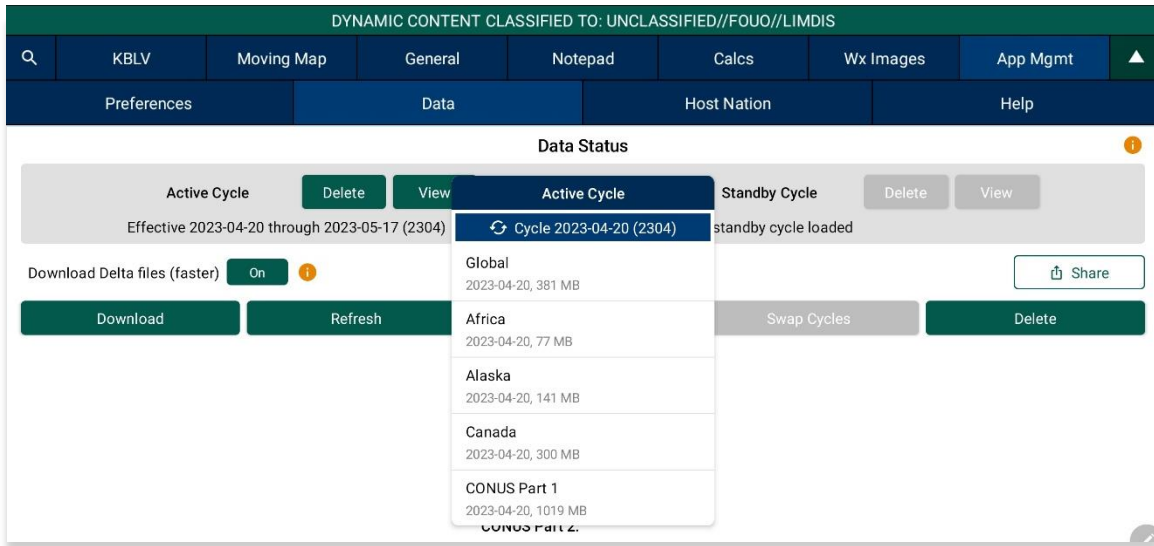 DYNAMIC CONTENT CLASSIFIED TO: UNCLASSIFIED//FOUO//LIMDIS
KBLV Moving Map General Notepad Calcs Wx Images App Mgmt
Preferences Data Host Nation Help
Data Status
Active Cycle Delete View
Effective 2023-04-20 through 2023-05-17 (2304)
Standby Cycle Delete View
standby cycle loaded
Active Cycle
Cycle 2023-04-20 (2304)
Global
2023-04-20, 381 MB
Africa
2023-04-20, 77 MB
Alaska
2023-04-20, 141 MB
Canada
2023-04-20, 300 MB
CONUS Part 1
2023-04-20, 1019 MB
Download Delta files (faster) On
Share
Download Refresh Swap Cycles Delete
CONUS Part 2.